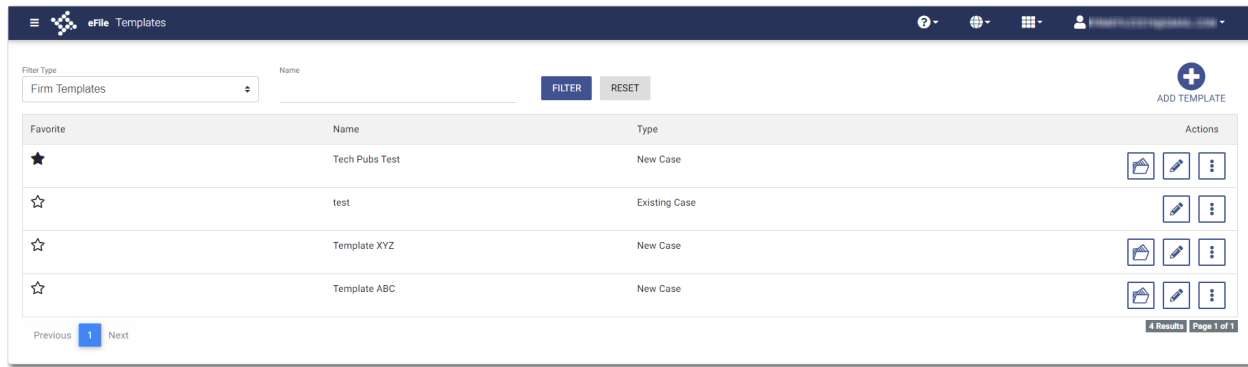 eFile Templates
Filter Type
Name
Firm Templates
FILTER RESET
ADD TEMPLATE
Favorite Name Type Actions
Tech Pubs Test New Case
test Existing Case
Template XYZ New Case
Template ABC New Case
Previous 1 Next
4 Results Page 1 of 1